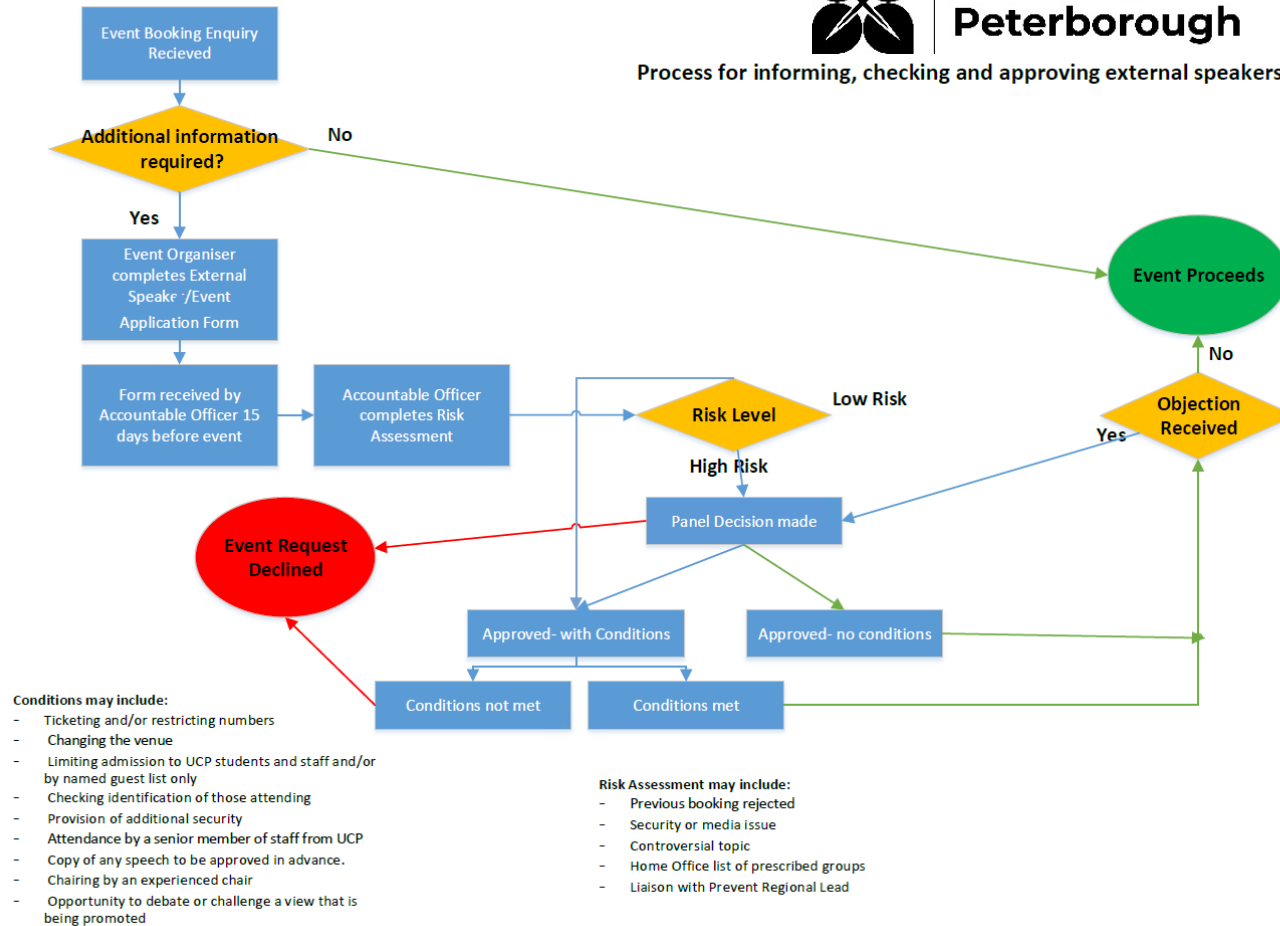 Peterborough
Process for informing, checking and approving external speakers
Event Booking Enquiry
Recieved
Additional information
required?
No
Yes
Event Organiser
completes External
Speaker/Event
Application Form
Event Proceeds
No
Form received by
Accountable Officer 15
days before event
Accountable Officer
completes Risk
Assessment
Risk Level
Low Risk
High Risk
Objection
Received
Yes
Panel Decision made
Event Request
Declined
Approved- with Conditions
Approved- no conditions
Conditions not met
Conditions met
Conditions may include:
- Ticketing and/or restricting numbers
- Changing the venue
- Limiting admission to UCP students and staff and/or
by named guest list only
- Checking identification of those attending
- Provision of additional security
- Attendance by a senior member of staff from UCP
- Copy of any speech to be approved in advance.
- Chairing by an experienced chair
- Opportunity to debate or challenge a view that is
being promoted
Risk Assessment may include:
- Previous booking rejected
- Security or media issue
- Controversial topic
- Home Office list of prescribed groups
- Liaison with Prevent Regional Lead